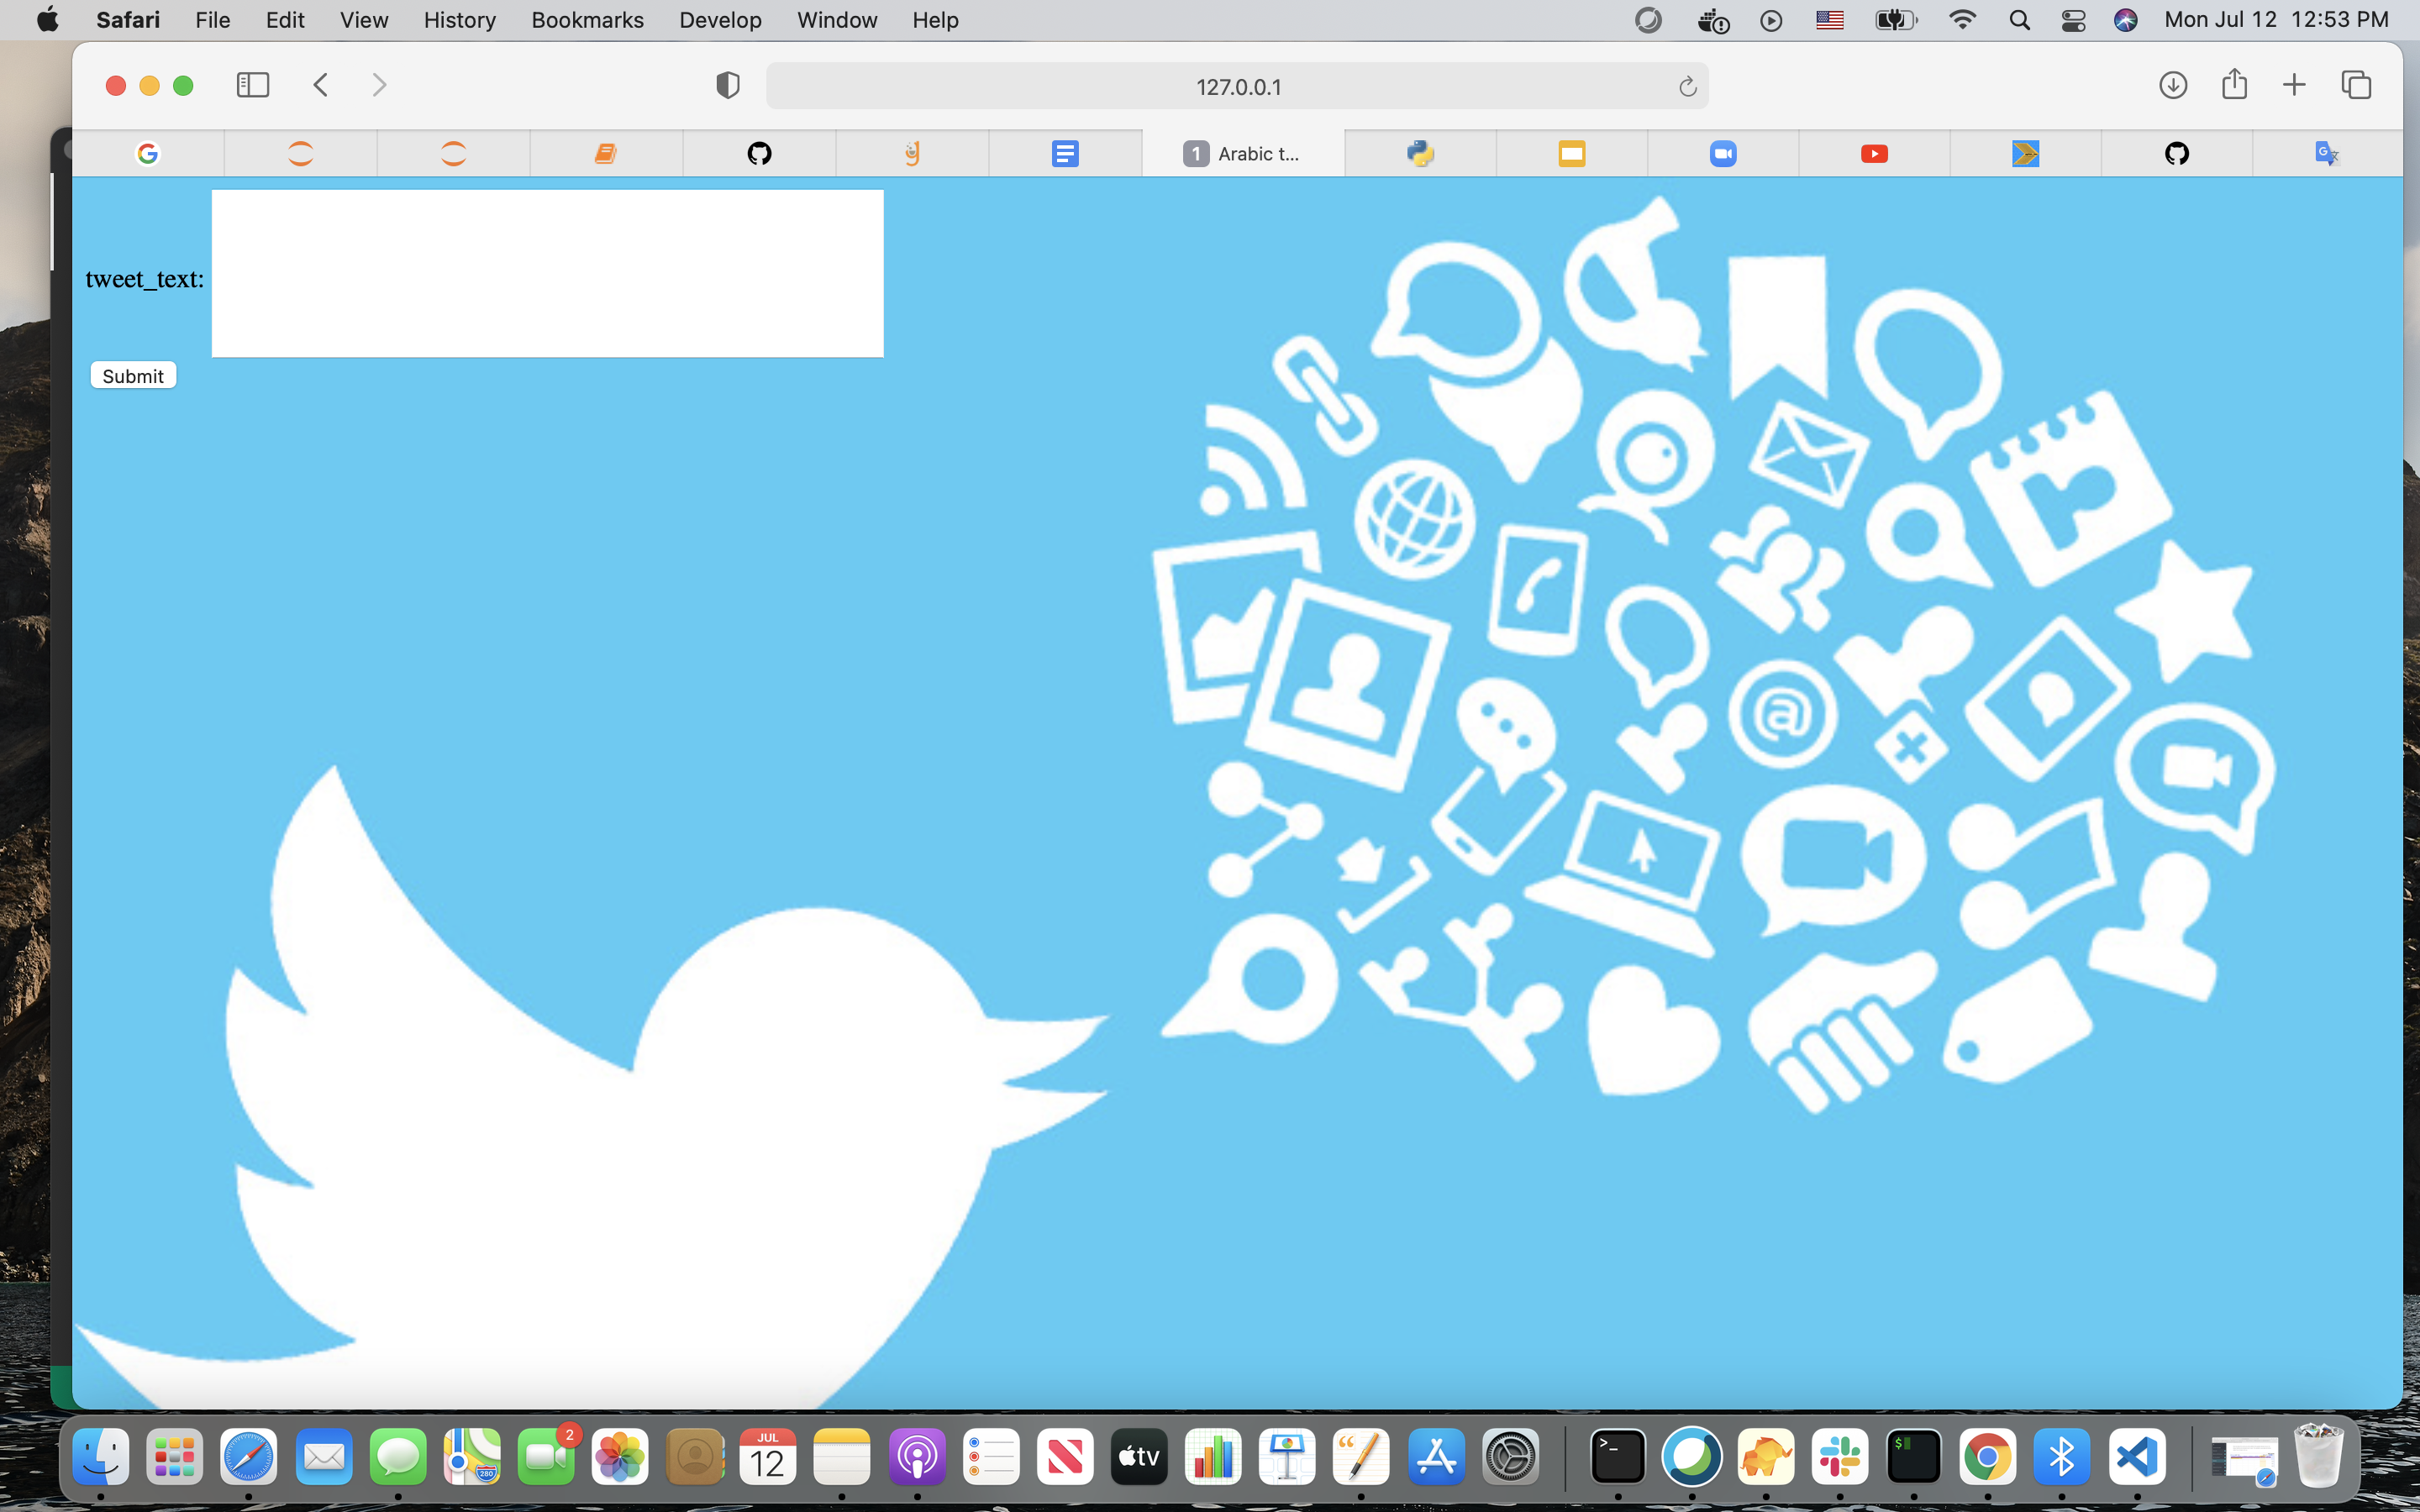 Safari File Edit View History Bookmarks Develop Window Help Mon Jul 12 12:53 PM
127.0.0.1
1 Arabic t...
tweet_text:
Submit
@
2
280
JUL
12
tv
>_
$